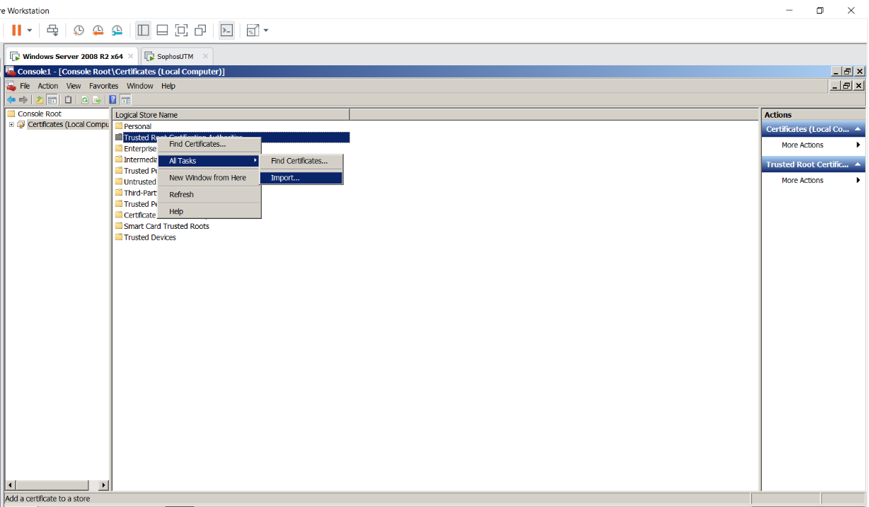 re Workstation
Windows Server 2008 R2 x64
SophosUTM
Console1 - [Console Root\Certificates (Local Computer)]
File Action View Favorites Window Help
Console Root
Certificates (Local Compu
Logical Store Name
Personal
Trusted Root Certification Authorities
Enterprise
Intermedia
Trusted Pu
Untrusted
Third-Part
Trusted Pe
Certificate
Smart Card Trusted Roots
Trusted Devices
Find Certificates...
All Tasks
New Window from Here
Refresh
Help
Find Certificates...
Import...
Actions
Certificates (Local Co...
More Actions
Trusted Root Certific...
More Actions
Add a certificate to a store